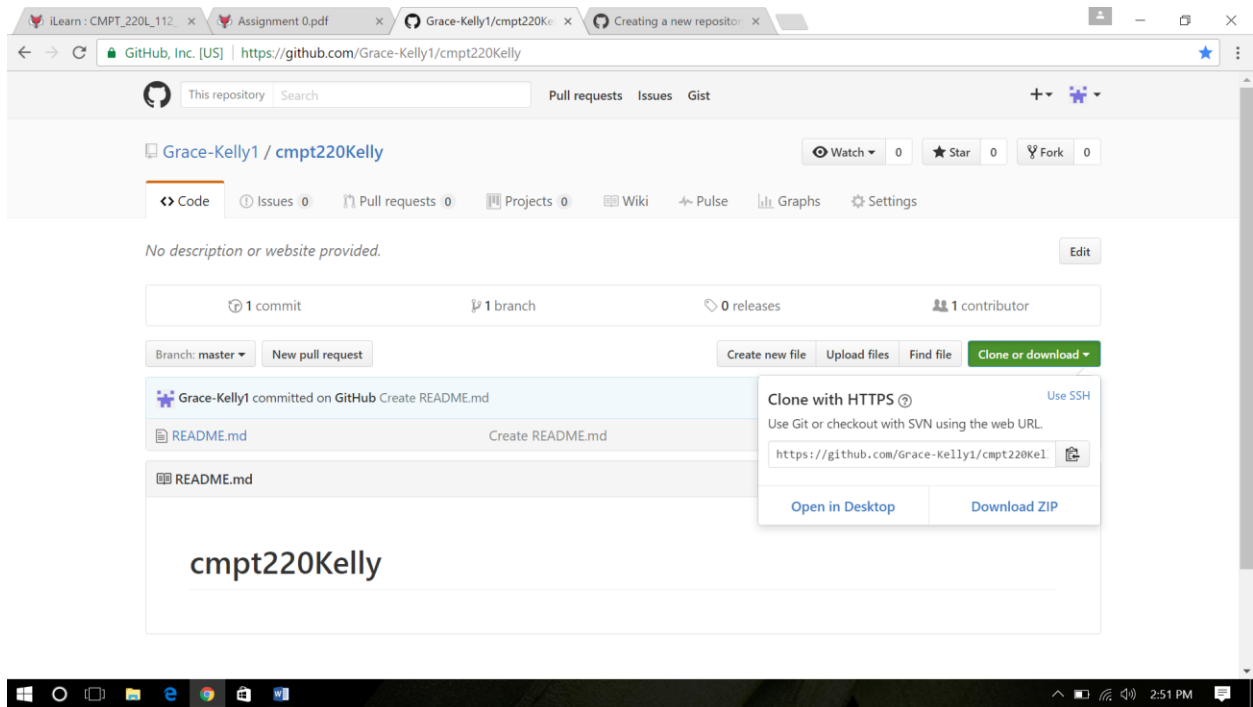 iLearn : CMPT_220L_112_ Assignment 0.pdf Grace-Kelly1/cmpt220Ke Creating a new repositor
GitHub, Inc. [US] https://github.com/Grace-Kelly1/cmpt220Kelly
This repository Search Pull requests Issues Gist
Grace-Kelly1 / cmpt220Kelly Watch 0 Star 0 Fork 0
Code Issues 0 Pull requests 0 Projects 0 Wiki Pulse Graphs Settings
No description or website provided. Edit
1 commit 1 branch 0 releases 1 contributor
Branch: master New pull request Create new file Upload files Find file Clone or download
Grace-Kelly1 committed on GitHub Create README.md
README.md Create README.md
Clone with HTTPS Use SSH
Use Git or checkout with SVN using the web URL.
https://github.com/Grace-Kelly1/cmpt220Kel
Open in Desktop Download ZIP
README.md
cmpt220Kelly
2:51 PM